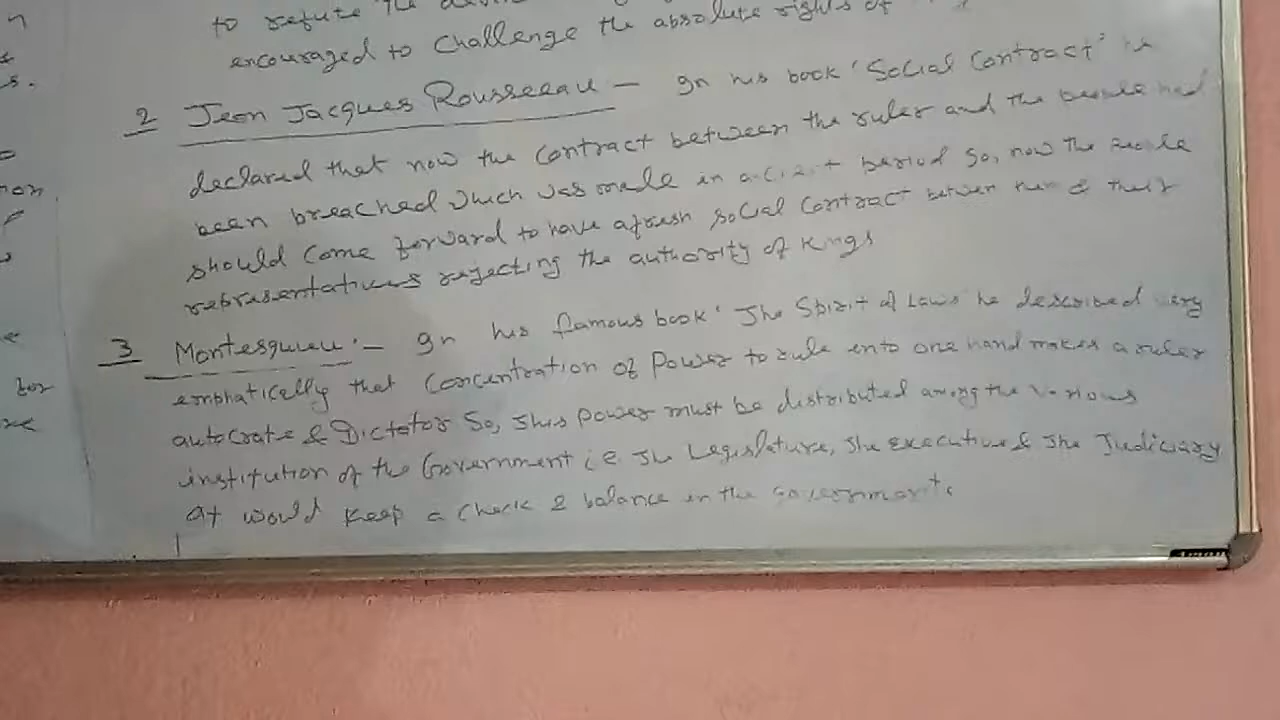 to refute the
encouraged to Challenge the absolute rights of
2 Jean Jacques Rousseeau — In his book 'Social Contract' is
declared that now the contract between the ruler and the people had
been breached which was made in period so, now the people
should come forward to have afresh social contract between them & their
representatives rejecting the authority of Kings
3 Montesquieu :— In his famous book ' The Spirit of Laws he described very
emphatically that concentration of Power to rule into one hand makes a ruler
autocrate & Dictator So, This power must be distributed among the various
institution of the Government i.e. The Legislature, The executive & The Judiciary
It would keep a check & balance in the government.
ion
for